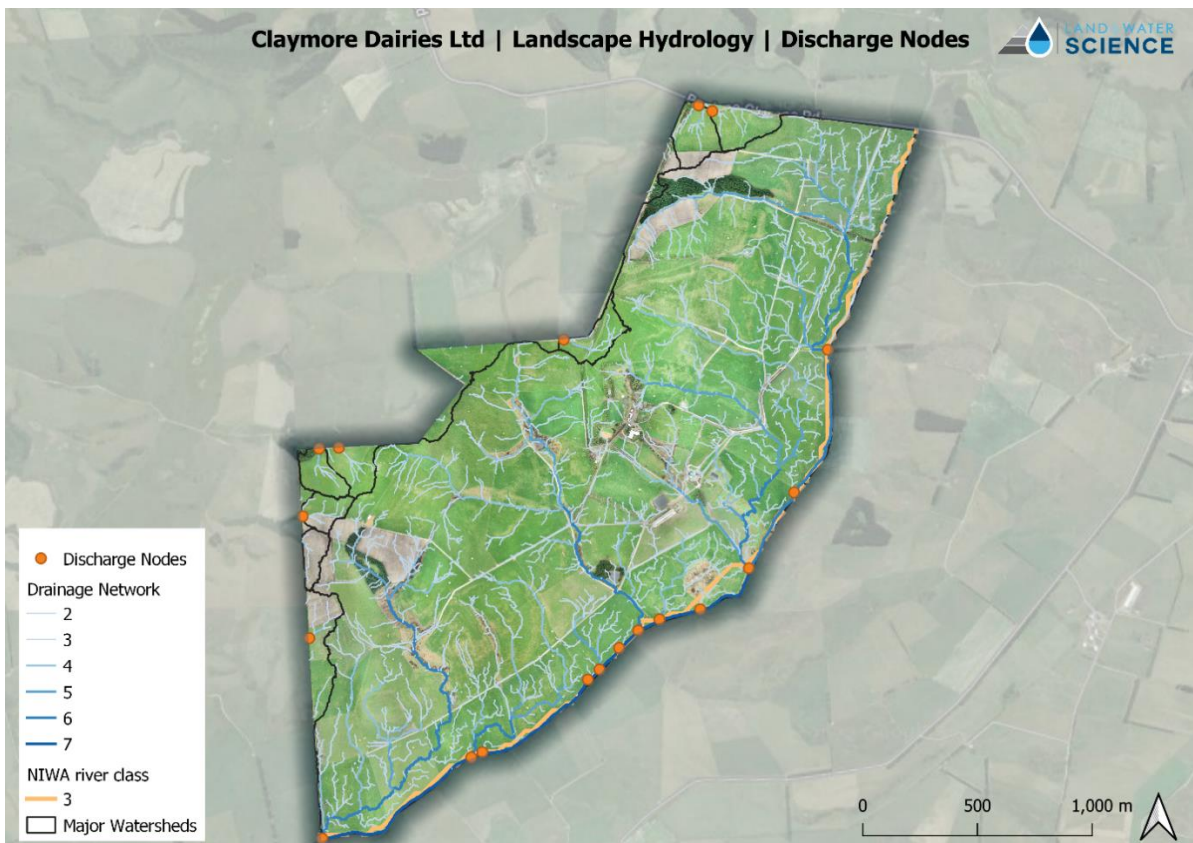 Claymore Dairies Ltd | Landscape Hydrology | Discharge Nodes
LAND & WATER
SCIENCE
Discharge Nodes
Drainage Network
2
3
4
5
6
7
NIWA river class
3
Major Watersheds
0 500 1,000 m